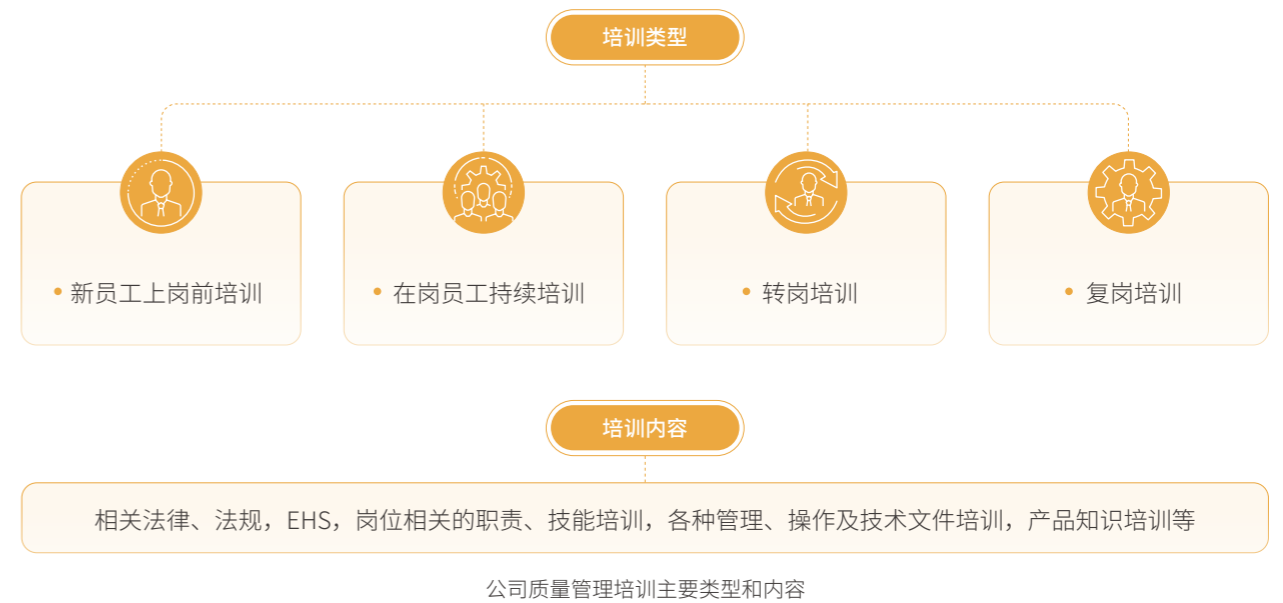 培训类型
• 新员工上岗前培训
• 在岗员工持续培训
• 转岗培训
• 复岗培训
培训内容
相关法律、法规，EHS，岗位相关的职责、技能培训，各种管理、操作及技术文件培训，产品知识培训等
公司质量管理培训主要类型和内容